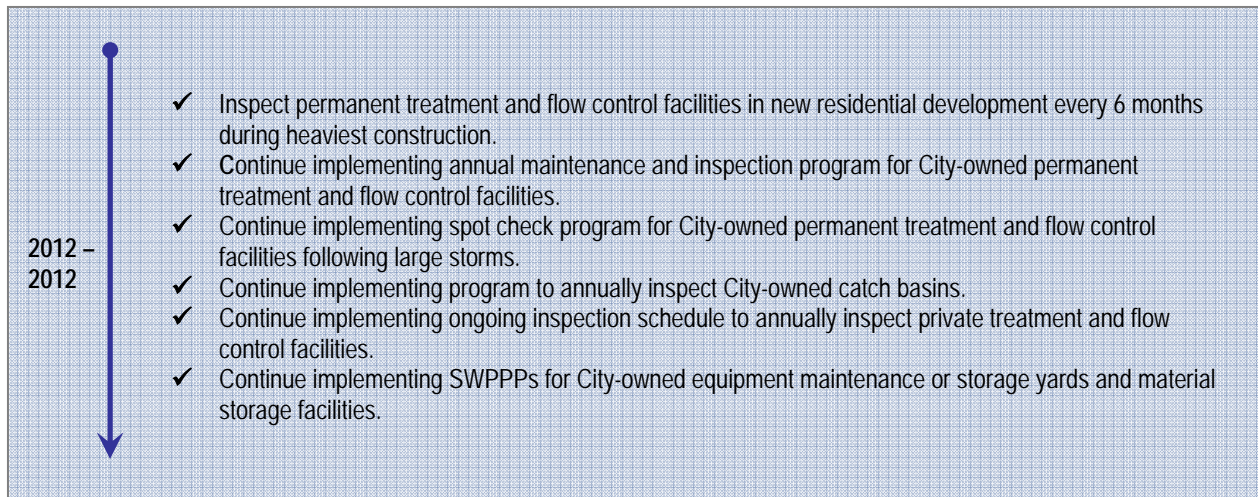 ✓ Inspect permanent treatment and flow control facilities in new residential development every 6 months
during heaviest construction.
✓ Continue implementing annual maintenance and inspection program for City-owned permanent
treatment and flow control facilities.
✓ Continue implementing spot check program for City-owned permanent treatment and flow control
facilities following large storms.
2012 –
2012
✓ Continue implementing program to annually inspect City-owned catch basins.
✓ Continue implementing ongoing inspection schedule to annually inspect private treatment and flow
control facilities.
✓ Continue implementing SWPPPs for City-owned equipment maintenance or storage yards and material
storage facilities.